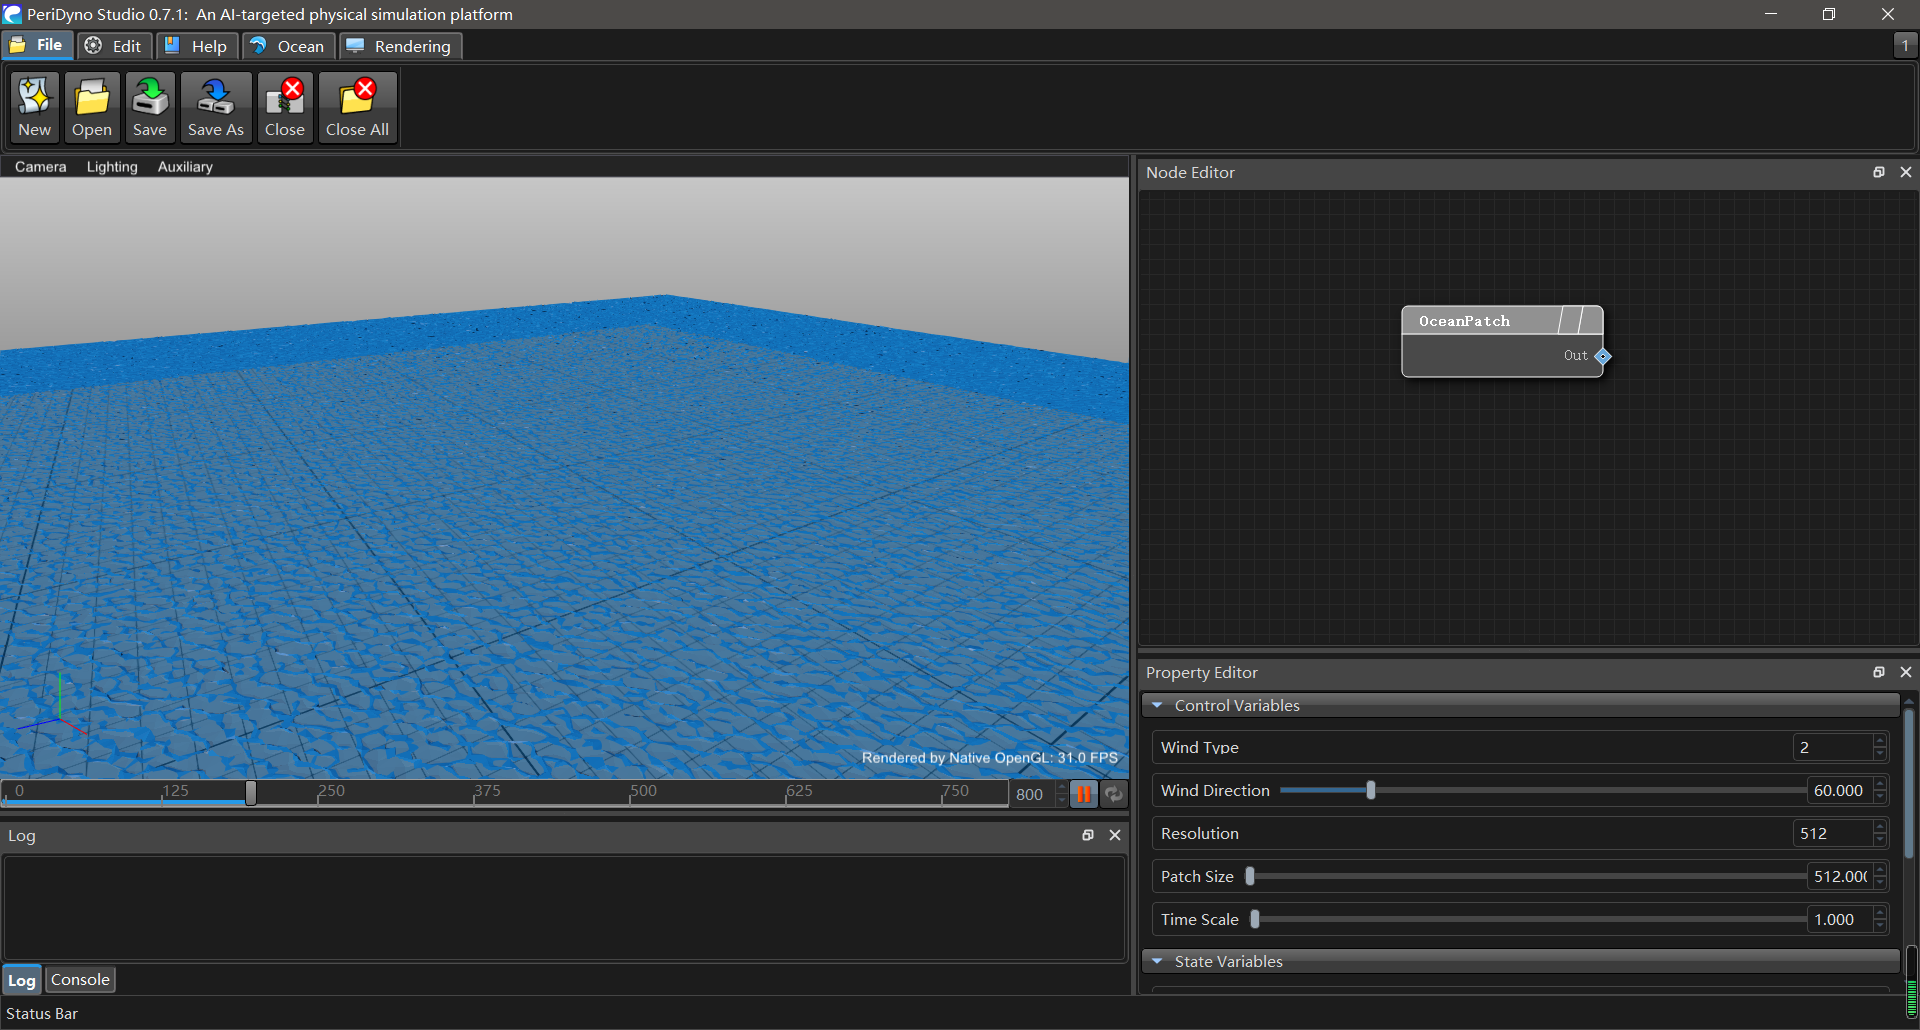 PeriDyno Studio 0.7.1:  An AI-targeted physical simulation platform
File Edit Help Ocean Rendering 1
New Open Save Save As Close Close All
Camera Lighting Auxiliary
Rendered by Native OpenGL: 31.0 FPS
0 125 250 375 500 625 750 800
Log
Log Console
Status Bar
Node Editor
OceanPatch
Out
Property Editor
Control Variables
Wind Type 2
Wind Direction 60.000
Resolution 512
Patch Size 512.000
Time Scale 1.000
State Variables